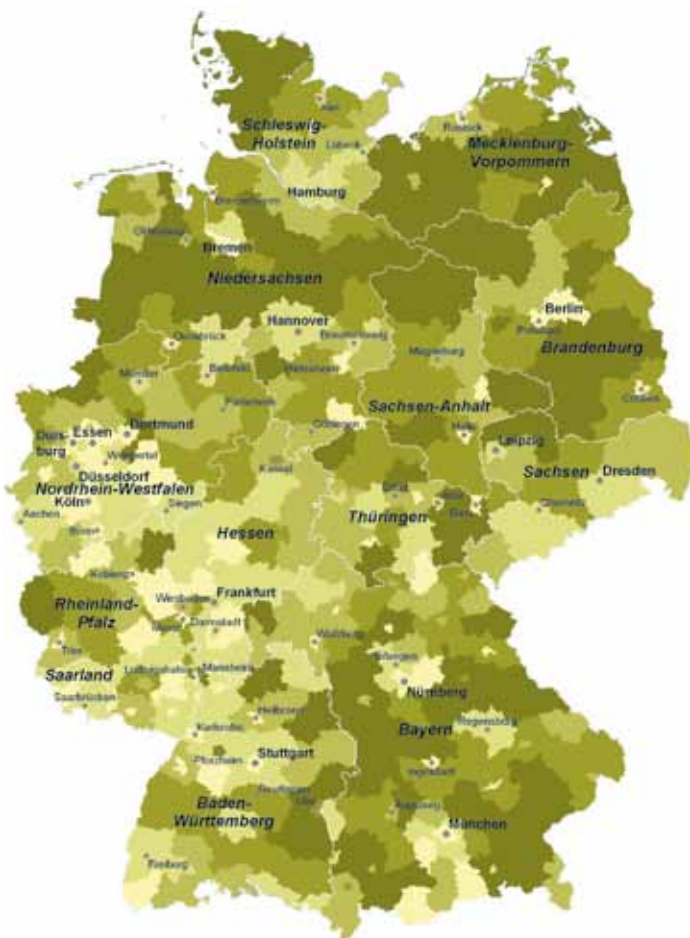 Kiel
Schleswig-
Holstein
Rostock
Lübeck
Mecklenburg-
Vorpommern
Hamburg
Bremerhaven
Oldenburg
Bremen
Niedersachsen
Berlin
Potsdam
Hannover
Braunschweig
Osnabrück
Brandenburg
Magdeburg
Bielefeld
Hildesheim
Münster
Cottbus
Paderborn
Sachsen-Anhalt
Göttingen
Halle
Dortmund
Essen
Duis-
burg
Leipzig
Wuppertal
Düsseldorf
Kassel
Sachsen
Dresden
Nordrhein-Westfalen
Erfurt
Köln
Jena
Gera
Siegen
Chemnitz
Thüringen
Aachen
Bonn
Hessen
Koblenz
Wiesbaden
Frankfurt
Rheinland-
Pfalz
Mainz
Darmstadt
Würzburg
Trier
Erlangen
Ludwigshafen
Mannheim
Saarland
Nürnberg
Saarbrücken
Heilbronn
Regensburg
Bayern
Karlsruhe
Pforzheim
Stuttgart
Ingolstadt
Reutlingen
Ulm
Augsburg
Baden-
Württemberg
München
Freiburg